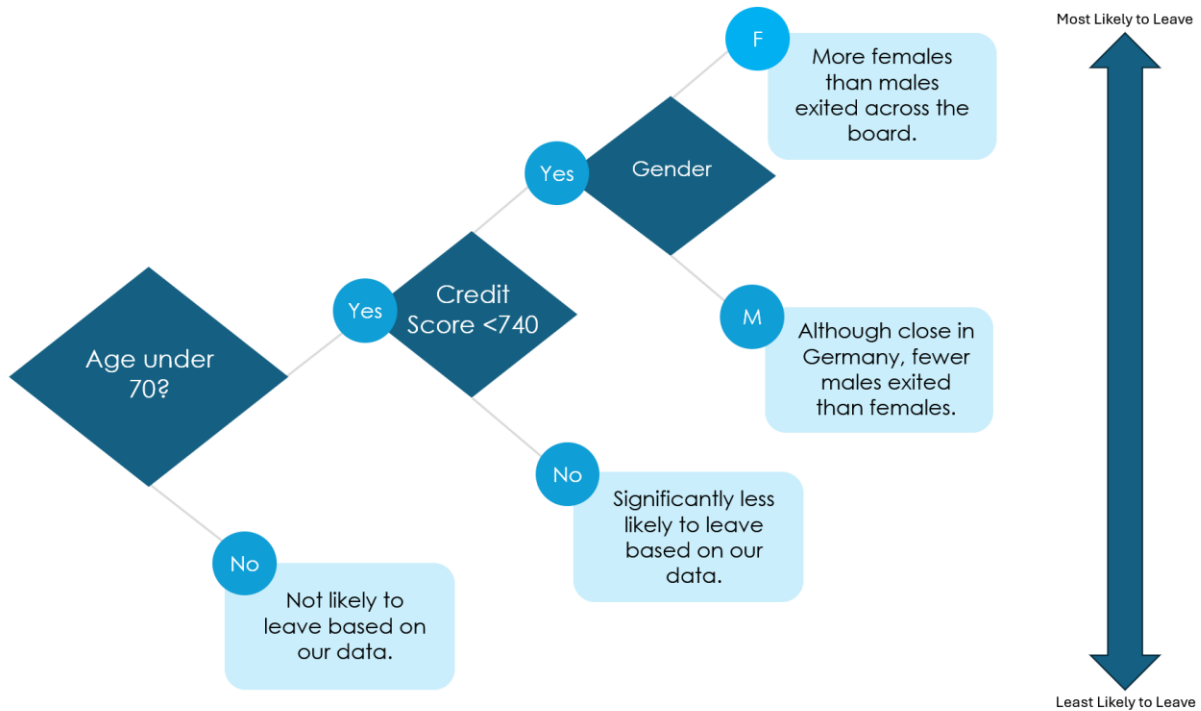 Most Likely to Leave
F
More females
than males
exited across the
board.
Yes
Gender
M
Although close in
Germany, fewer
males exited
than females.
Yes
Credit
Score <740
No
Significantly less
likely to leave
based on our
data.
Age under
70?
No
Not likely to
leave based on
our data.
Least Likely to Leave